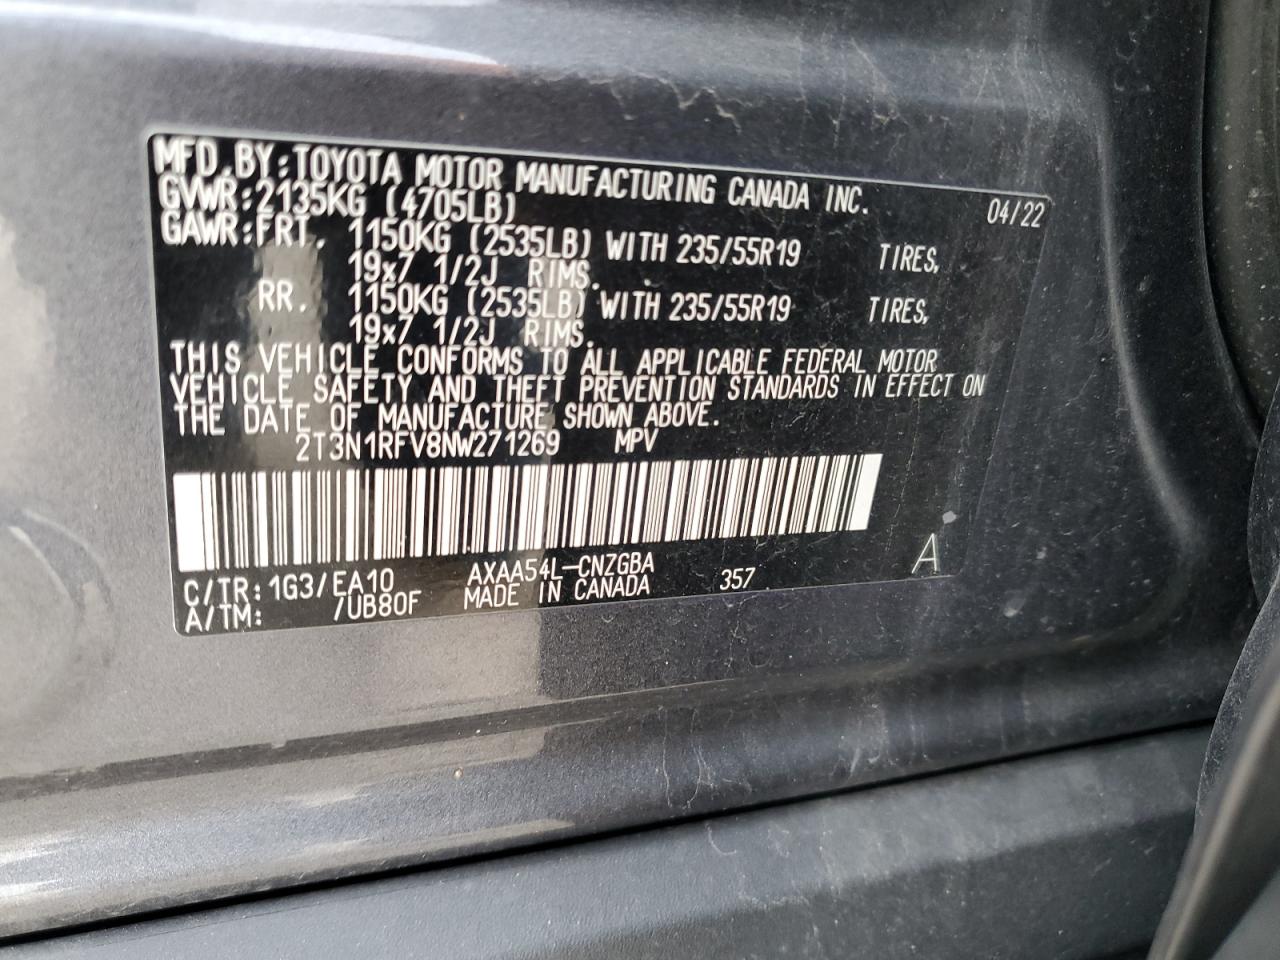 MFD.BY:TOYOTA MOTOR MANUFACTURING CANADA INC. 04/22
GVWR:2135KG (4705LB)
GAWR:FRT. 1150KG (2535LB) WITH 235/55R19 TIRES,
19x7 1/2J RIMS.
RR. 1150KG (2535LB) WITH 235/55R19 TIRES,
19x7 1/2J RIMS.
THIS VEHICLE CONFORMS TO ALL APPLICABLE FEDERAL MOTOR
VEHICLE SAFETY AND THEFT PREVENTION STANDARDS IN EFFECT ON
THE DATE OF MANUFACTURE SHOWN ABOVE.
2T3N1RFV8NW271269 MPV
C/TR:1G3/EA10 AXAA54L-CNZGBA 357 A
A/TM: /UB80F MADE IN CANADA